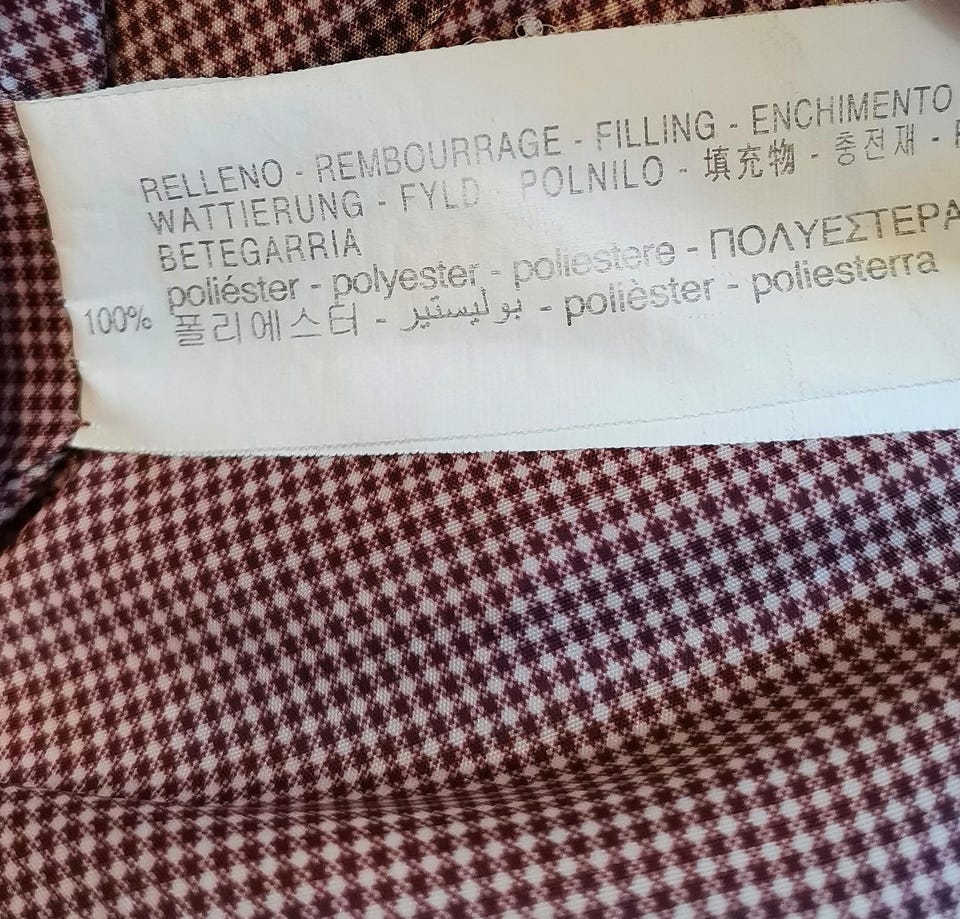 RELLENO - REMBOURRAGE - FILLING - ENCHIMENTO
WATTIERUNG - FYLD POLNILO - 填充物 - 충전재 -
BETEGARRIA
poliéster - polyester - poliestere - ΠΟΛΥΕΣΤΕΡΑ
100% 폴리에스터 - بوليستير - polièster - poliesterra